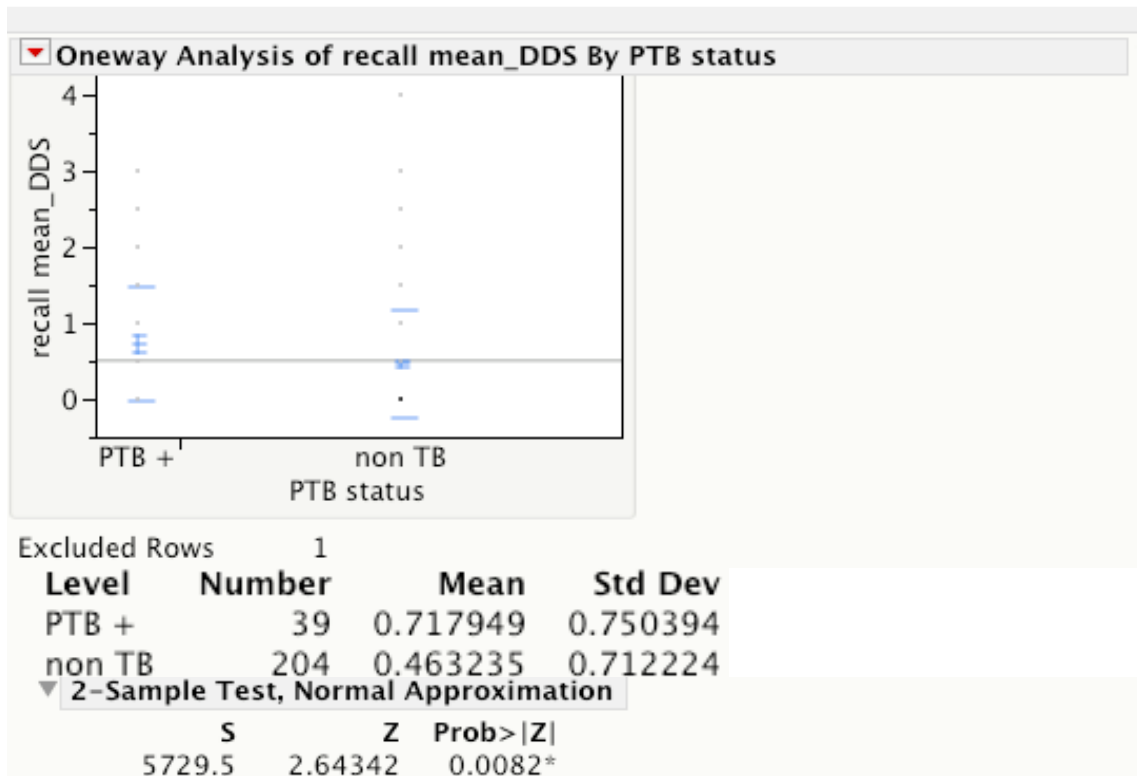 Oneway Analysis of recall mean_DDS By PTB status
recall mean_DDS
4
3
2
1
0
PTB + non TB
PTB status
Excluded Rows 1
Level Number Mean Std Dev
PTB + 39 0.717949 0.750394
non TB 204 0.463235 0.712224
2-Sample Test, Normal Approximation
S Z Prob>|Z|
5729.5 2.64342 0.0082*